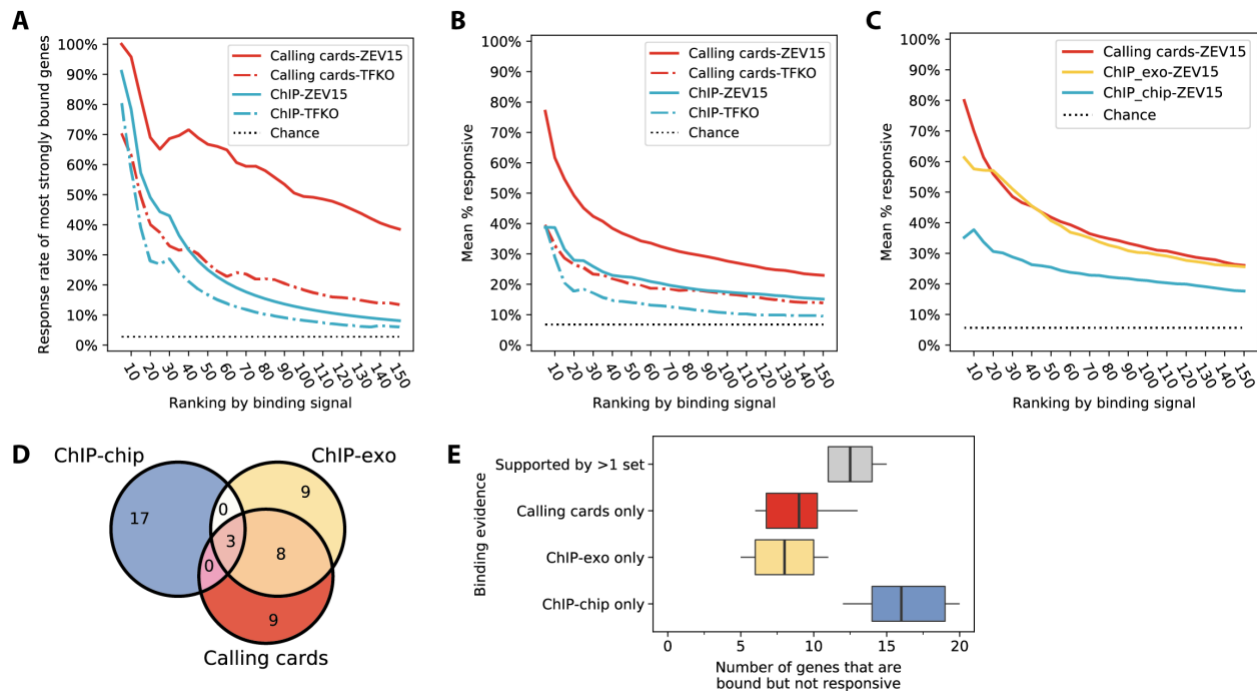 A
Response rate of most strongly bound genes
100%
90%
80%
70%
60%
50%
40%
30%
20%
10%
0%
Calling cards-ZEV15
Calling cards-TFKO
ChIP-ZEV15
ChIP-TFKO
Chance
10 20 30 40 50 60 70 80 90 100 110 120 130 140 150
Ranking by binding signal
B
Mean % responsive
100%
90%
80%
70%
60%
50%
40%
30%
20%
10%
0%
Calling cards-ZEV15
Calling cards-TFKO
ChIP-ZEV15
ChIP-TFKO
Chance
10 20 30 40 50 60 70 80 90 100 110 120 130 140 150
Ranking by binding signal
C
Mean % responsive
100%
90%
80%
70%
60%
50%
40%
30%
20%
10%
0%
Calling cards-ZEV15
ChIP_exo-ZEV15
ChIP_chip-ZEV15
Chance
10 20 30 40 50 60 70 80 90 100 110 120 130 140 150
Ranking by binding signal
D
ChIP-chip
ChIP-exo
17
0
9
3
0
8
9
Calling cards
E
Binding evidence
Supported by >1 set
Calling cards only
ChIP-exo only
ChIP-chip only
0 5 10 15 20
Number of genes that are
bound but not responsive